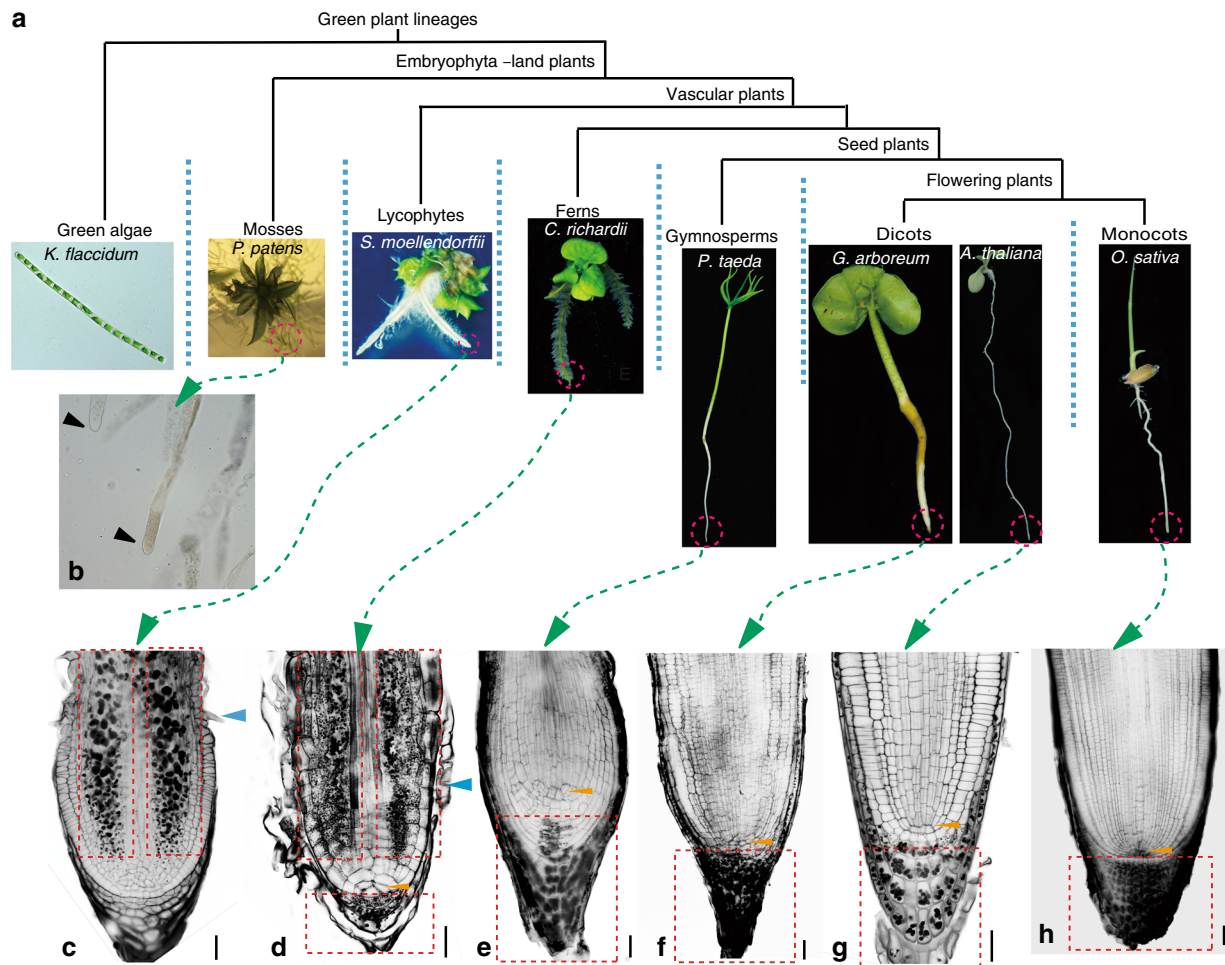 a
Green plant lineages
Embryophyta –land plants
Vascular plants
Seed plants
Flowering plants
Green algae
K. flaccidum
Mosses
P. patens
Lycophytes
S. moellendorffii
Ferns
C. richardii
E
Gymnosperms
P. taeda
Dicots
G. arboreum
A. thaliana
Monocots
O. sativa
b
c
d
e
f
g
h